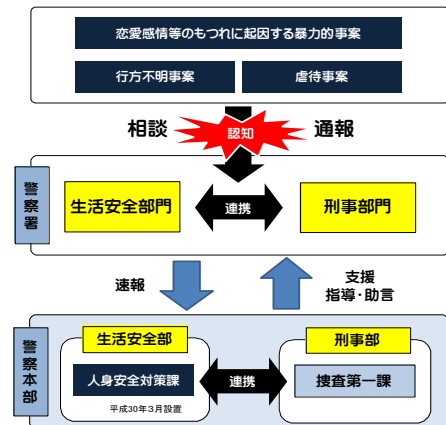 恋愛感情等のもつれに起因する暴力的事案
行方不明事案
虐待事案
相談
認知
通報
警察署
生活安全部門
連携
刑事部門
速報
支援
指導・助言
警察本部
生活安全部
刑事部
人身安全対策課
連携
捜査第一課
平成30年3月設置